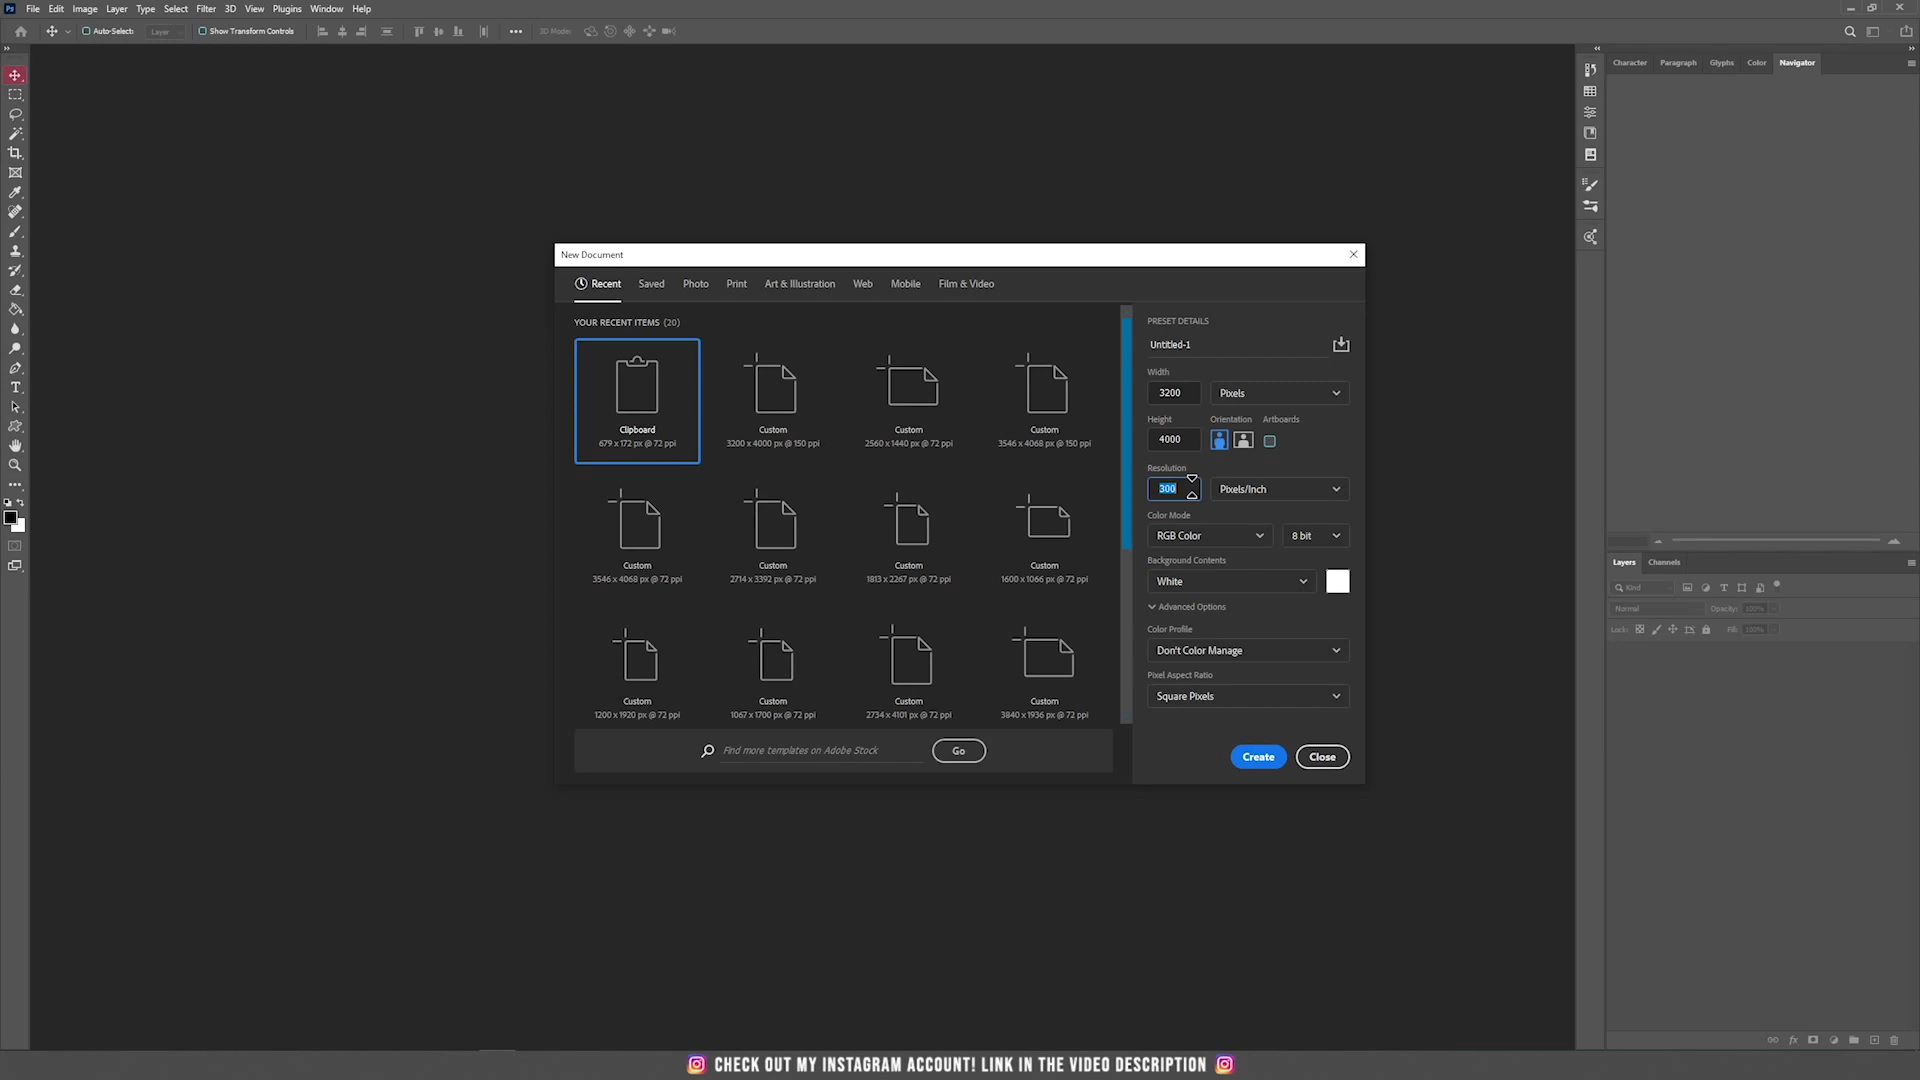 Ps File Edit Image Layer Type Select Filter 3D View Plugins Window Help
Auto-Select: Layer Show Transform Controls 3D Mode:
Character Paragraph Glyphs Color Navigator
New Document
Recent Saved Photo Print Art & Illustration Web Mobile Film & Video
YOUR RECENT ITEMS (20)
Clipboard
679 x 172 px @ 72 ppi
Custom
3200 x 4000 px @ 150 ppi
Custom
2560 x 1440 px @ 72 ppi
Custom
3546 x 4068 px @ 150 ppi
Custom
3546 x 4068 px @ 72 ppi
Custom
2714 x 3392 px @ 72 ppi
Custom
1813 x 2267 px @ 72 ppi
Custom
1600 x 1066 px @ 72 ppi
Custom
1200 x 1920 px @ 72 ppi
Custom
1067 x 1700 px @ 72 ppi
Custom
2734 x 4101 px @ 72 ppi
Custom
3840 x 1936 px @ 72 ppi
Find more templates on Adobe Stock Go
PRESET DETAILS
Untitled-1
Width
3200 Pixels
Height Orientation Artboards
4000
Resolution
300 Pixels/Inch
Color Mode
RGB Color 8 bit
Background Contents
White
Advanced Options
Color Profile
Don't Color Manage
Pixel Aspect Ratio
Square Pixels
Create Close
Layers Channels
Kind
Normal Opacity: 100%
Lock: Fill: 100%
CHECK OUT MY INSTAGRAM ACCOUNT! LINK IN THE VIDEO DESCRIPTION